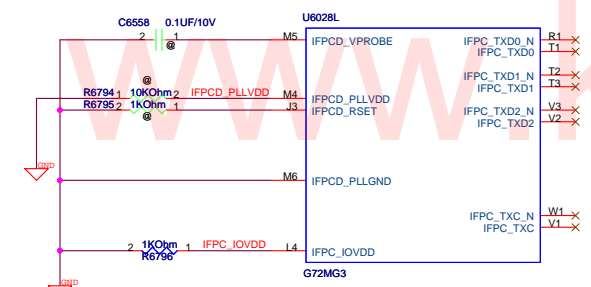 C6558 0.1UF/10V
U6028L
2 1 M5 IFPCD_VPROBE IFPC_TXD0_N R1
@ IFPC_TXD0 T1
@
IFPC_TXD1_N T2
R6794 1 10KOhm 2 IFPCD_PLLVDD M4 IFPCD_PLLVDD IFPC_TXD1 T3
R6795 2 1KOhm 1 J3 IFPCD_RSET IFPC_TXD2_N V3
@ IFPC_TXD2 V2
GND
M6 IFPCD_PLLGND
IFPC_TXC_N W1
IFPC_TXC V1
2 1KOhm 1 IFPC_IOVDD L4 IFPC_IOVDD
R6796
G72MG3
GND
www.